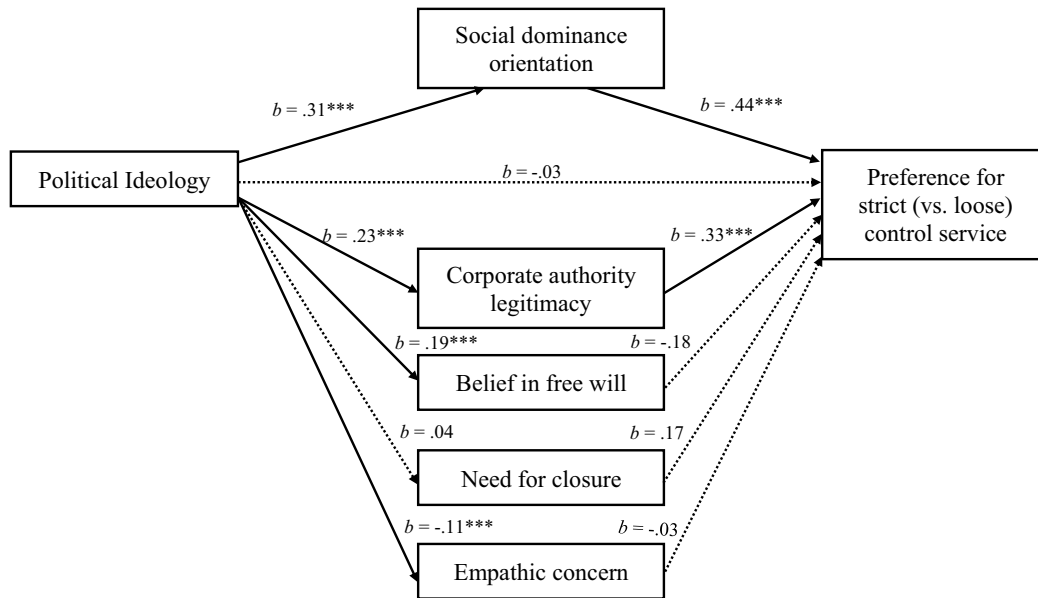 Social dominance
orientation
b = .31***
b = .44***
Political Ideology
b = -.03
Preference for
strict (vs. loose)
control service
b = .23***
b = .33***
Corporate authority
legitimacy
b = .19***
b = -.18
Belief in free will
b = .04
b = .17
Need for closure
b = -.11***
b = -.03
Empathic concern